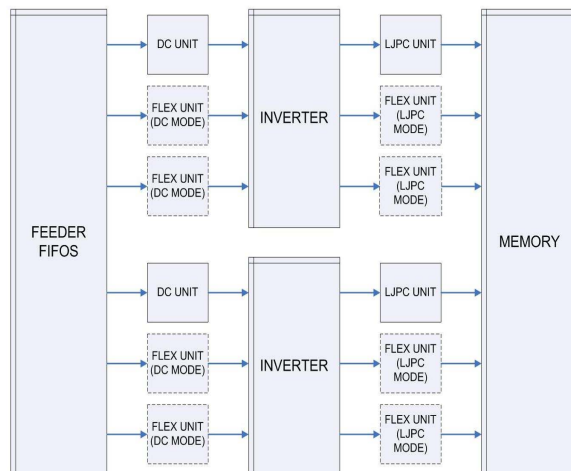 DC UNIT
LJPC UNIT
FLEX UNIT
(DC MODE)
INVERTER
FLEX UNIT
(LJPC
MODE)
FLEX UNIT
(DC MODE)
FLEX UNIT
(LJPC
MODE)
FEEDER
FIFOS
MEMORY
DC UNIT
LJPC UNIT
FLEX UNIT
(DC MODE)
INVERTER
FLEX UNIT
(LJPC
MODE)
FLEX UNIT
(DC MODE)
FLEX UNIT
(LJPC
MODE)